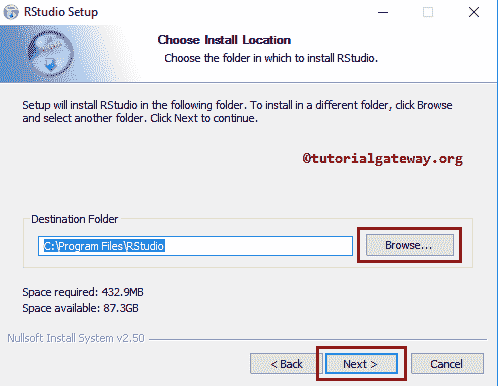 RStudio Setup
Choose Install Location
Choose the folder in which to install RStudio.
Setup will install RStudio in the following folder. To install in a different folder, click Browse
and select another folder. Click Next to continue.
@tutorialgateway.org
Destination Folder
C:\Program Files\RStudio
Browse...
Space required: 432.9MB
Space available: 87.3GB
Nullsoft Install System v2.50
< Back
Next >
Cancel